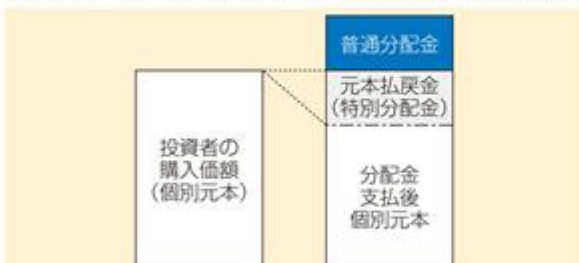 普通分配金
元本払戻金
(特別分配金)
投資者の
購入価額
(個別元本)
分配金
支払後
個別元本